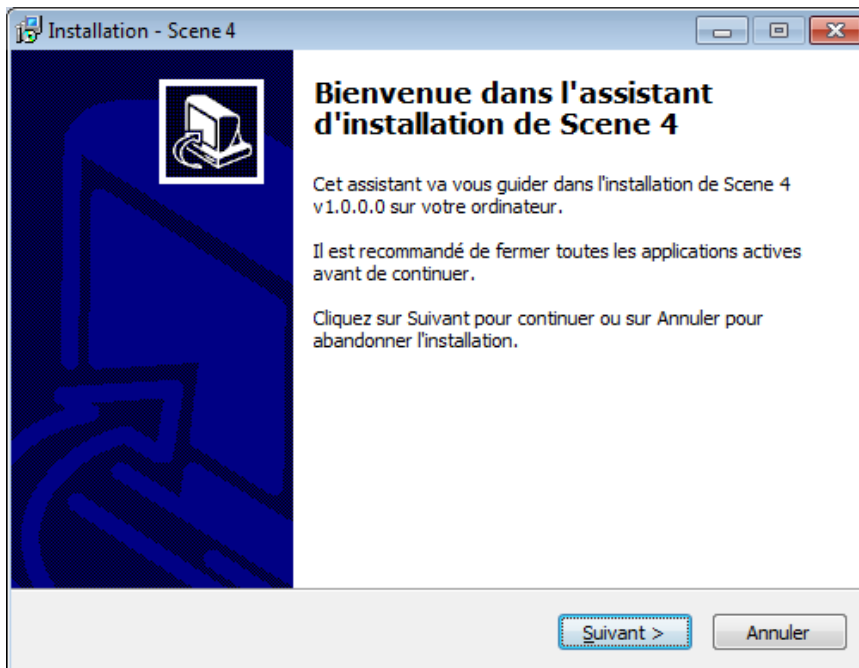 Installation - Scene 4
Bienvenue dans l'assistant
d'installation de Scene 4
Cet assistant va vous guider dans l'installation de Scene 4
v1.0.0.0 sur votre ordinateur.
Il est recommandé de fermer toutes les applications actives
avant de continuer.
Cliquez sur Suivant pour continuer ou sur Annuler pour
abandonner l'installation.
Suivant >
Annuler